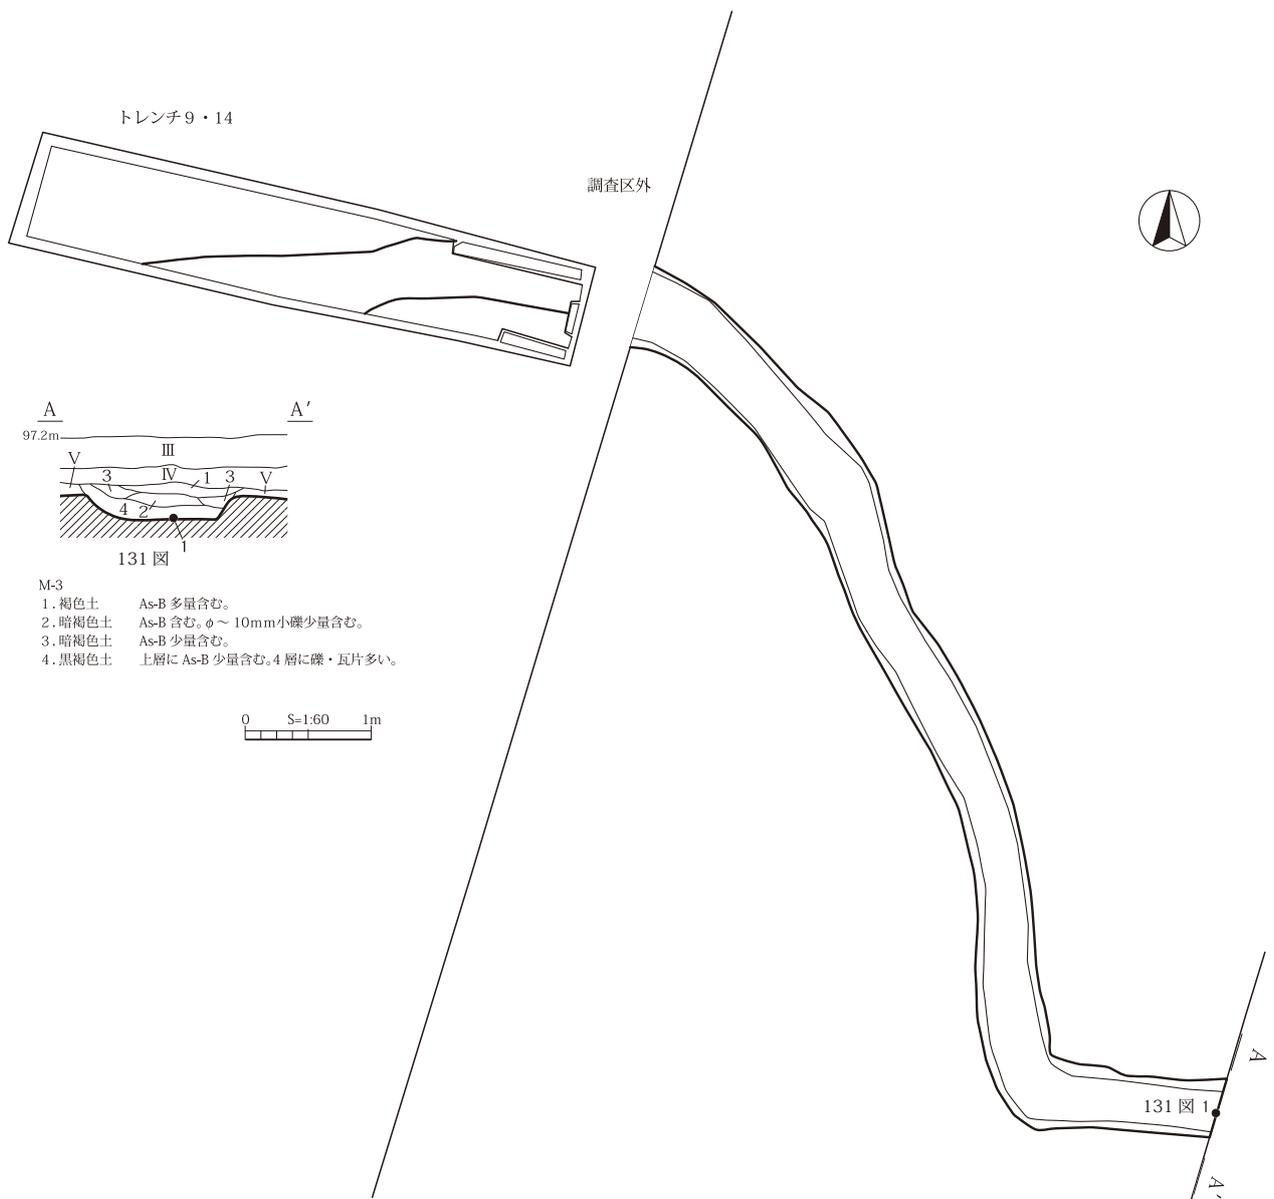 トレンチ9・14
調査区外
A A′
97.2m
Ⅲ
Ⅴ 3 Ⅳ 1 3 Ⅴ
4 2
1
131 図
M-3
1 . 褐色土 As-B 多量含む。
2 . 暗褐色土 As-B 含む。φ～ 10mm小礫少量含む。
3 . 暗褐色土 As-B 少量含む。
4 . 黒褐色土 上層に As-B 少量含む。4 層に礫・瓦片多い。
0 S=1:60 1m
A
131 図 1
A′